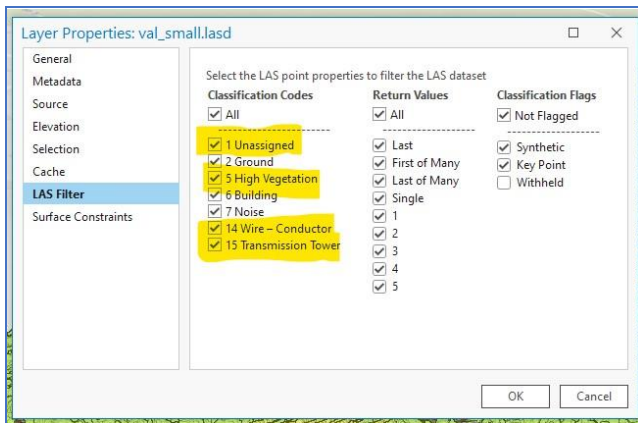 Layer Properties: val_small.lasd
General
Metadata
Source
Elevation
Selection
Cache
LAS Filter
Surface Constraints
Select the LAS point properties to filter the LAS dataset
Classification Codes
All
1 Unassigned
2 Ground
5 High Vegetation
6 Building
7 Noise
14 Wire – Conductor
15 Transmission Tower
Return Values
All
Last
First of Many
Last of Many
Single
1
2
3
4
5
Classification Flags
Not Flagged
Synthetic
Key Point
Withheld
OK
Cancel